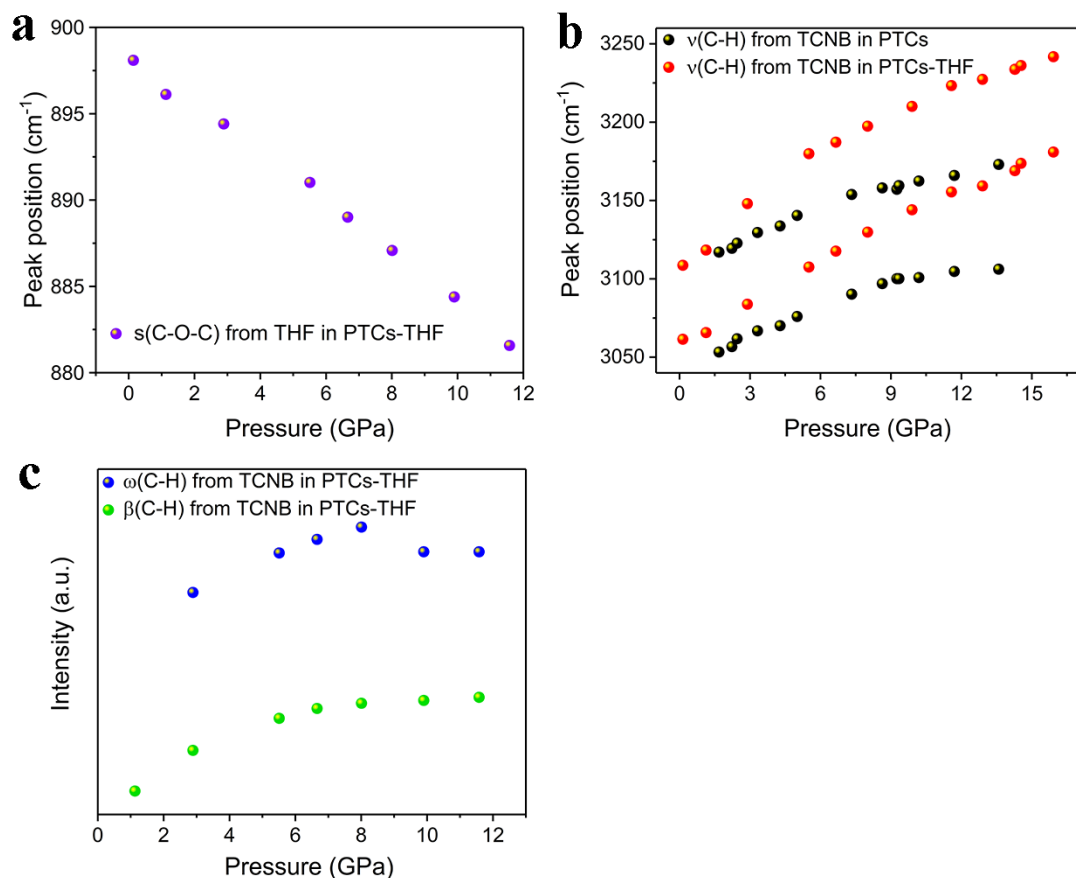 a
900
895
890
885
880
Peak position (cm⁻¹)
s(C-O-C) from THF in PTCs-THF
0 2 4 6 8 10 12
Pressure (GPa)
b
ν(C-H) from TCNB in PTCs
ν(C-H) from TCNB in PTCs-THF
3250
3200
3150
3100
3050
Peak position (cm⁻¹)
0 3 6 9 12 15
Pressure (GPa)
c
ω(C-H) from TCNB in PTCs-THF
β(C-H) from TCNB in PTCs-THF
Intensity (a.u.)
0 2 4 6 8 10 12
Pressure (GPa)